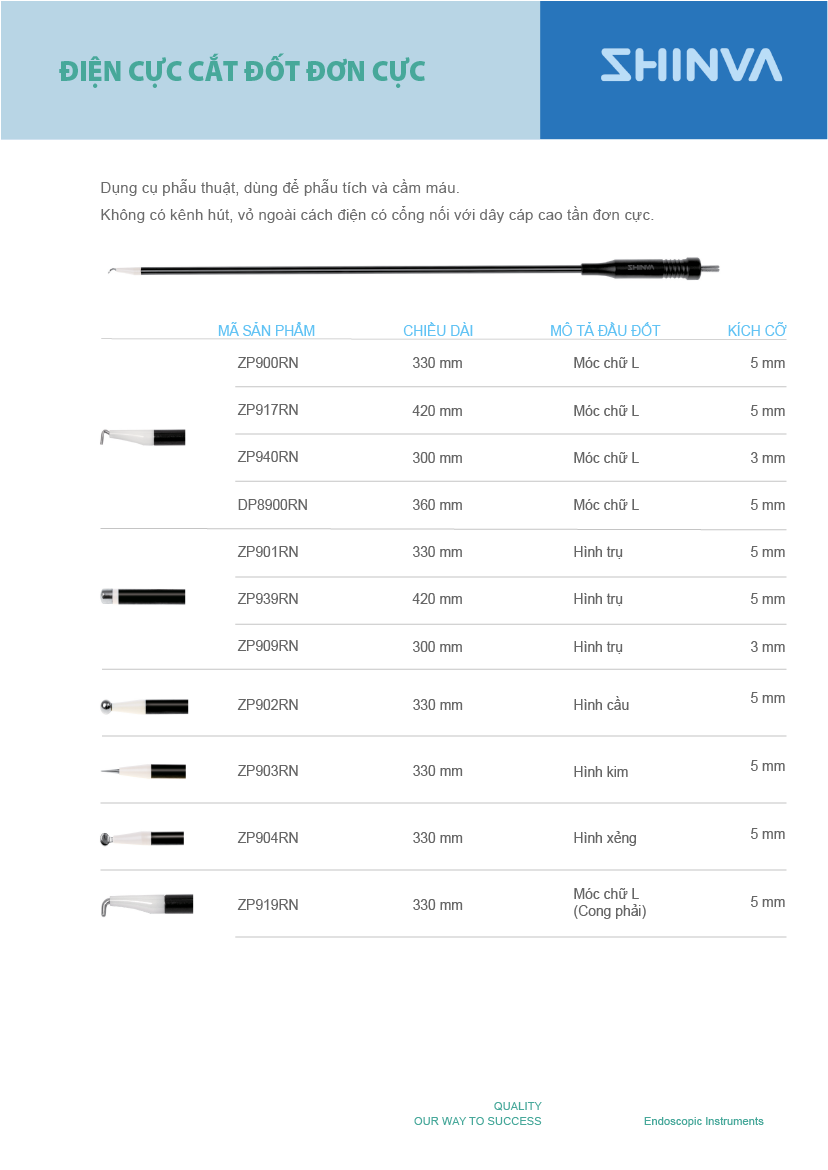 ĐIỆN CỰC CẮT ĐỐT ĐƠN CỰC
SHINVA
Dụng cụ phẫu thuật, dùng để phẫu tích và cầm máu.
Không có kênh hút, vỏ ngoài cách điện có cổng nối với dây cáp cao tần đơn cực.
SHINVA
MÃ SẢN PHẨM CHIỀU DÀI MÔ TẢ ĐẦU ĐỐT KÍCH CỠ
ZP900RN 330 mm Móc chữ L 5 mm
ZP917RN 420 mm Móc chữ L 5 mm
ZP940RN 300 mm Móc chữ L 3 mm
DP8900RN 360 mm Móc chữ L 5 mm
ZP901RN 330 mm Hình trụ 5 mm
ZP939RN 420 mm Hình trụ 5 mm
ZP909RN 300 mm Hình trụ 3 mm
ZP902RN 330 mm Hình cầu 5 mm
ZP903RN 330 mm Hình kim 5 mm
ZP904RN 330 mm Hình xẻng 5 mm
ZP919RN 330 mm Móc chữ L 5 mm
(Cong phải)
QUALITY
OUR WAY TO SUCCESS Endoscopic Instruments